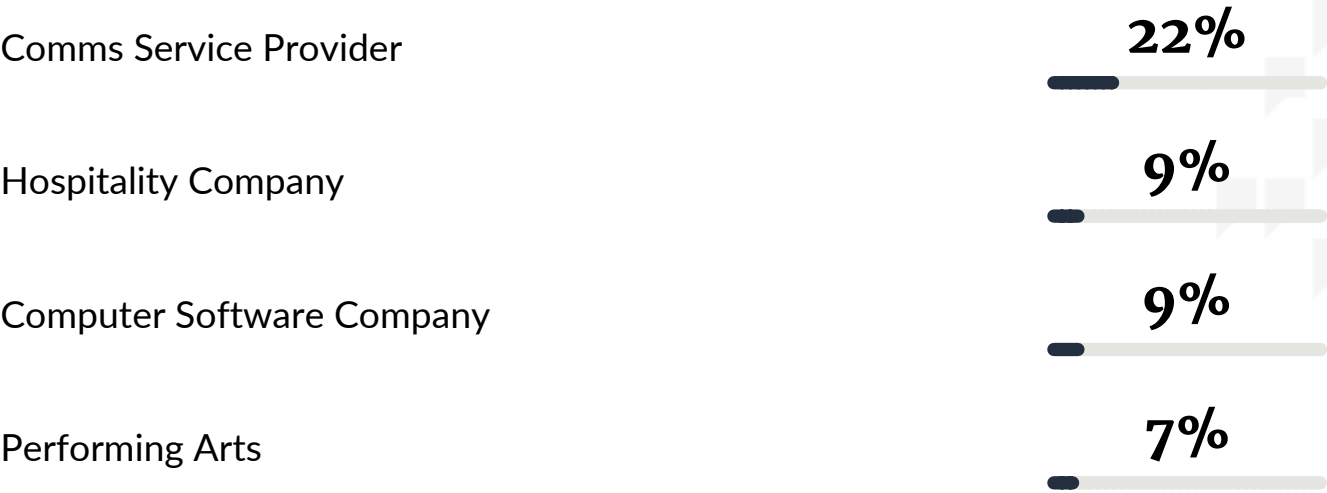 Comms Service Provider 22%
Hospitality Company 9%
Computer Software Company 9%
Performing Arts 7%